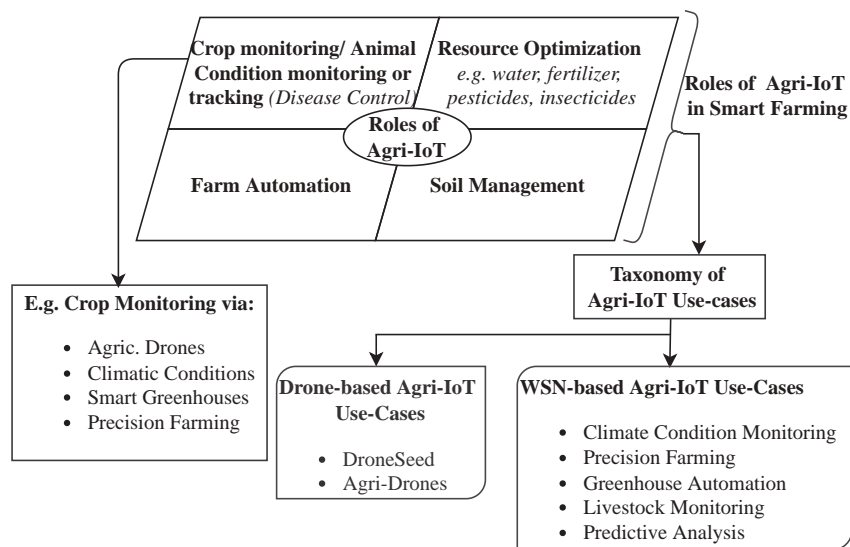 Crop monitoring/ Animal
Condition monitoring or
tracking (Disease Control)
Resource Optimization
e.g. water, fertilizer,
pesticides, insecticides
Roles of
Agri-IoT
Farm Automation
Soil Management
Roles of Agri-IoT
in Smart Farming
E.g. Crop Monitoring via:
• Agric. Drones
• Climatic Conditions
• Smart Greenhouses
• Precision Farming
Taxonomy of
Agri-IoT Use-cases
Drone-based Agri-IoT
Use-Cases
• DroneSeed
• Agri-Drones
WSN-based Agri-IoT Use-Cases
• Climate Condition Monitoring
• Precision Farming
• Greenhouse Automation
• Livestock Monitoring
• Predictive Analysis